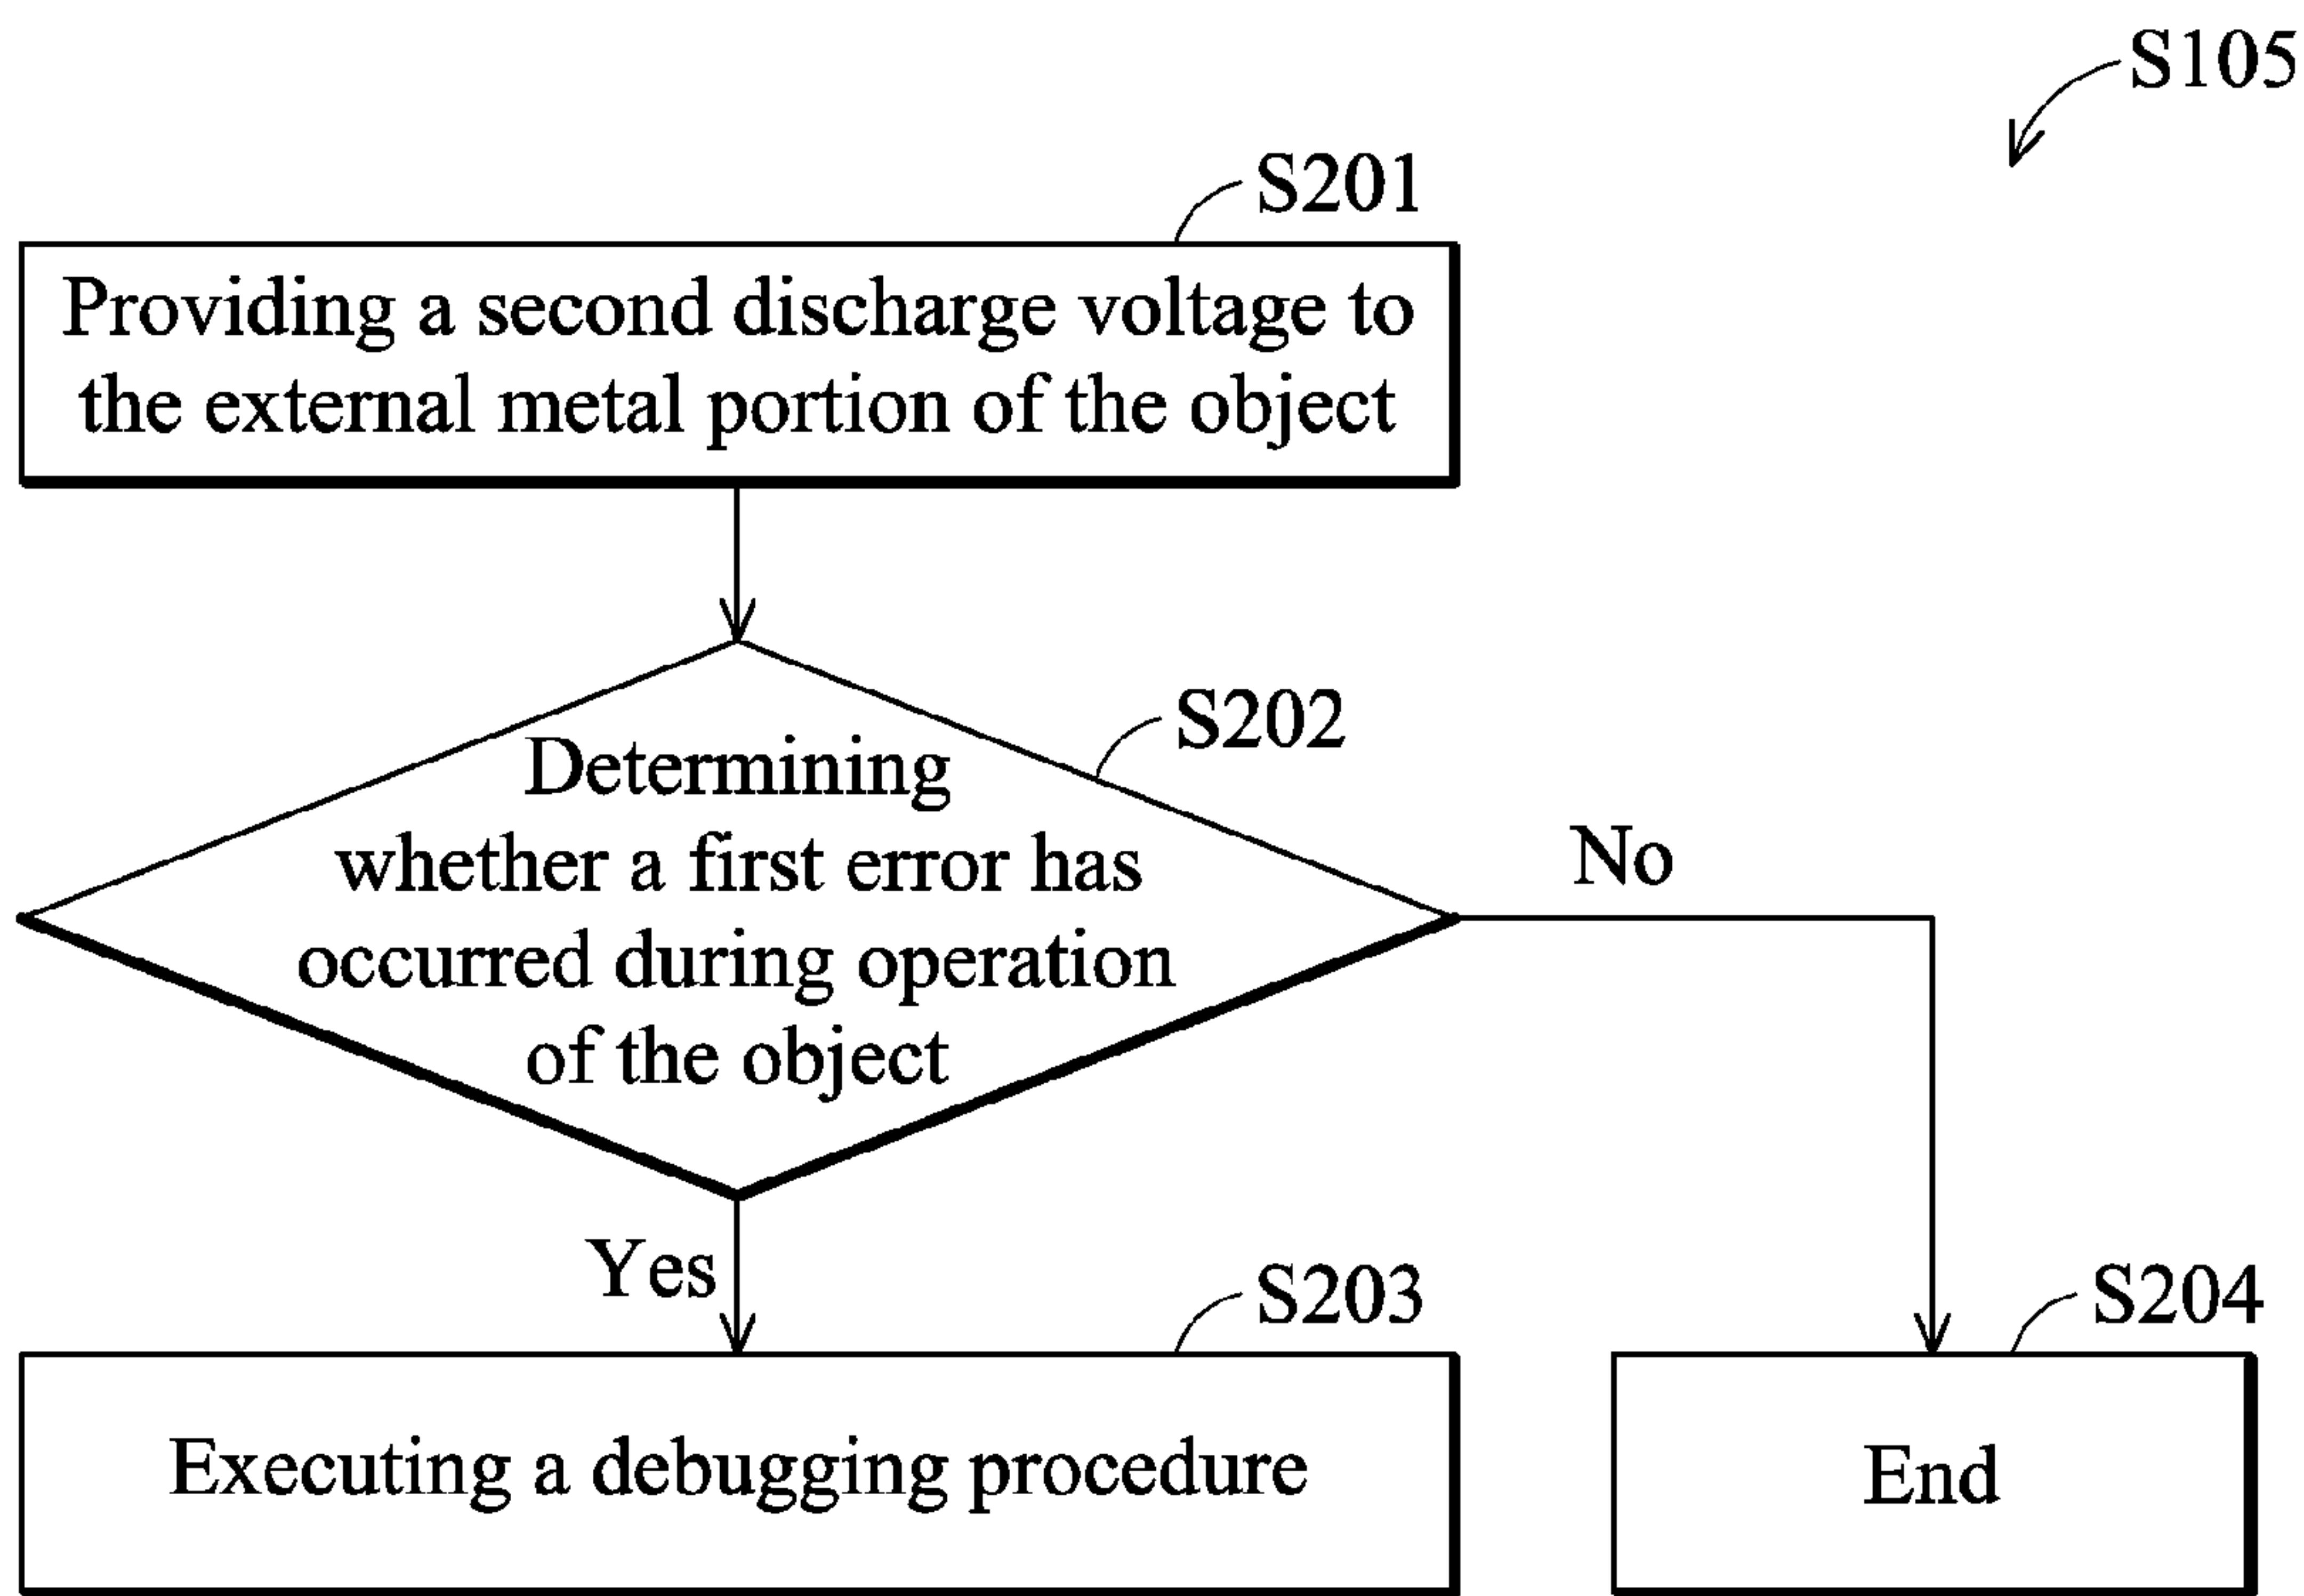 S105
S201
Providing a second discharge voltage to
the external metal portion of the object
S202
Determining
whether a first error has
occurred during operation
of the object
No
Yes
S203
Executing a debugging procedure
S204
End